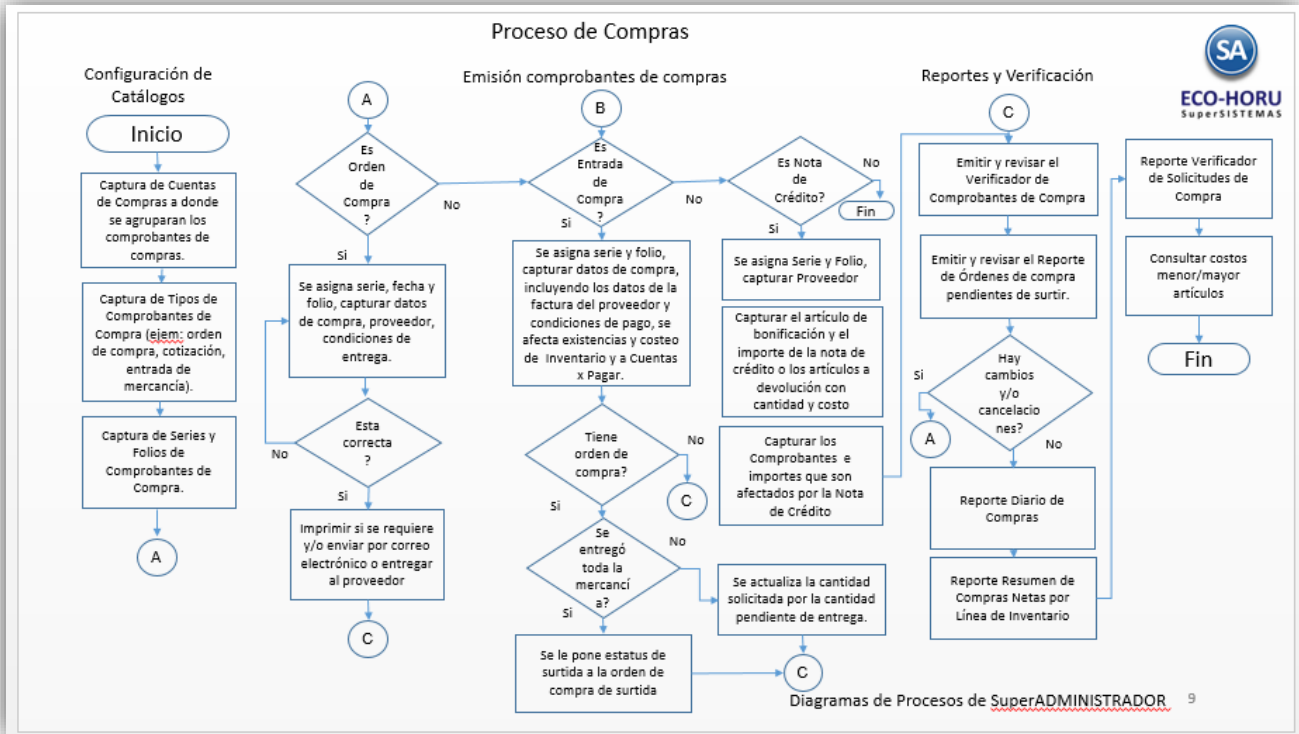 Proceso de Compras
SA
ECO-HORU
SuperSISTEMAS
Configuración de
Catálogos
Inicio
Captura de Cuentas
de Compras a donde
se agruparan los
comprobantes de
compras.
Captura de Tipos de
Comprobantes de
Compra (ejem: orden
de compra, cotización,
entrada de
mercancía).
Captura de Series y
Folios de
Comprobantes de
Compra.
A
Emisión comprobantes de compras
A
Es
Orden
de
Compra
?
No
Si
Se asigna serie, fecha y
folio, capturar datos
de compra, proveedor,
condiciones de
entrega.
Esta
correcta
?
No
Si
Imprimir si se requiere
y/o enviar por correo
electrónico o entregar
al proveedor
C
B
Es
Entrada
de
Compra
?
No
Si
Se asigna serie y folio,
capturar datos de compra,
incluyendo los datos de la
factura del proveedor y
condiciones de pago, se
afecta existencias y costeo
de Inventario y a Cuentas
x Pagar.
Tiene
orden de
compra?
No
C
Si
Se
entregó
toda la
mercancí
a?
No
Si
Se le pone estatus de
surtida a la orden de
compra de surtida
Se actualiza la cantidad
solicitada por la cantidad
pendiente de entrega.
C
Es Nota
de
Crédito?
No
Fin
Si
Se asigna Serie y Folio,
capturar Proveedor
Capturar el artículo de
bonificación y el
importe de la nota de
crédito o los artículos a
devolución con
cantidad y costo
Capturar los
Comprobantes e
importes que son
afectados por la Nota
de Crédito
Reportes y Verificación
C
Emitir y revisar el
Verificador de
Comprobantes de Compra
Emitir y revisar el Reporte
de Órdenes de compra
pendientes de surtir.
Hay
cambios
y/o
cancelacio
nes?
Si
A
No
Reporte Diario de
Compras
Reporte Resumen de
Compras Netas por
Línea de Inventario
Reporte Verificador
de Solicitudes de
Compra
Consultar costos
menor/mayor
artículos
Fin
Diagramas de Procesos de SuperADMINISTRADOR 9